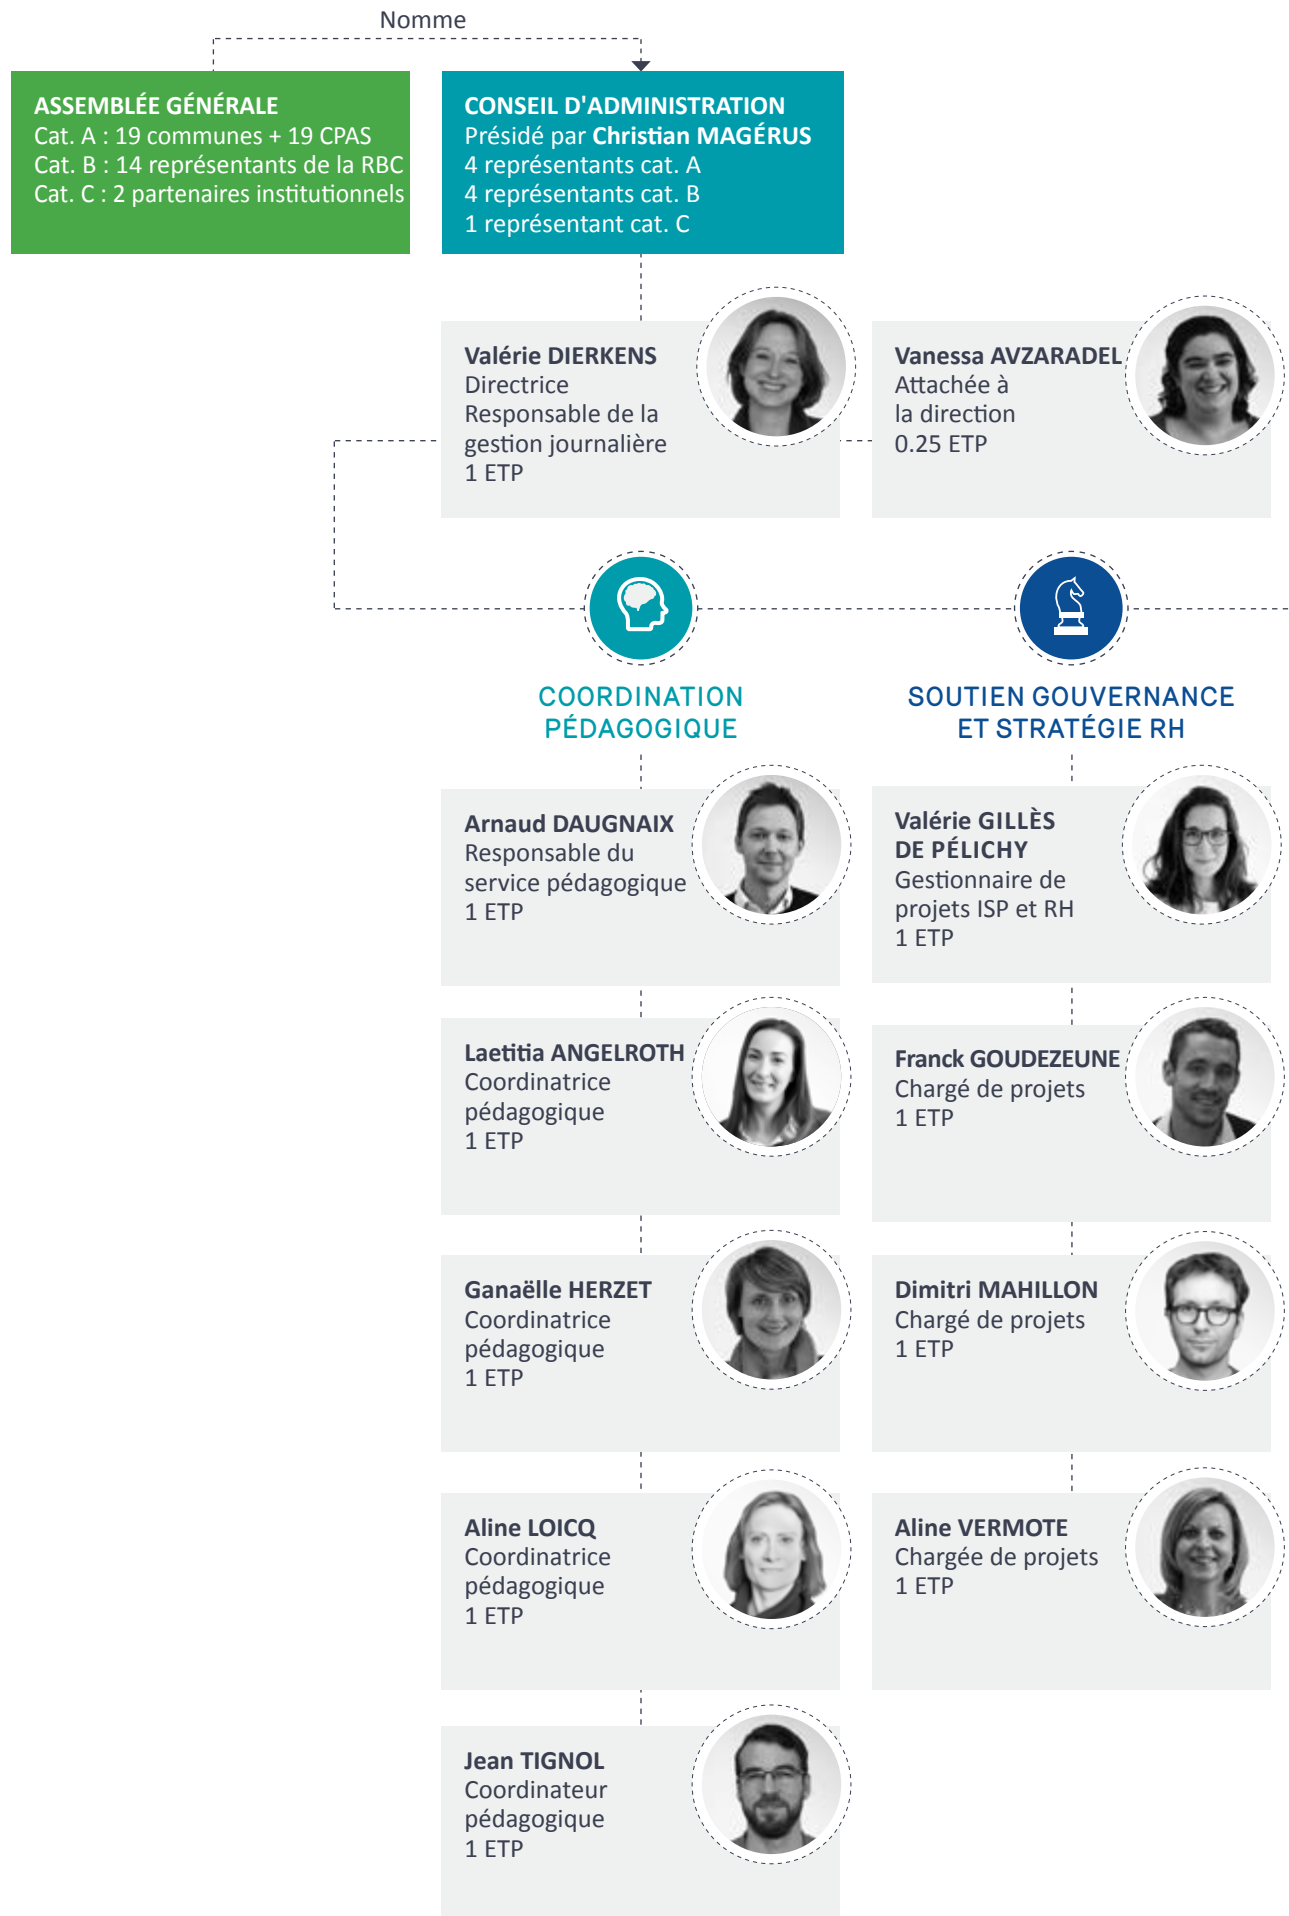 Nomme
ASSEMBLÉE GÉNÉRALE
Cat. A : 19 communes + 19 CPAS
Cat. B : 14 représentants de la RBC
Cat. C : 2 partenaires institutionnels
CONSEIL D'ADMINISTRATION
Présidé par Christian MAGÉRUS
4 représentants cat. A
4 représentants cat. B
1 représentant cat. C
Valérie DIERKENS
Directrice
Responsable de la
gestion journalière
1 ETP
Vanessa AVZARADEL
Attachée à
la direction
0.25 ETP
COORDINATION
PÉDAGOGIQUE
Arnaud DAUGNAIX
Responsable du
service pédagogique
1 ETP
Laetitia ANGELROTH
Coordinatrice
pédagogique
1 ETP
Ganaëlle HERZET
Coordinatrice
pédagogique
1 ETP
Aline LOICQ
Coordinatrice
pédagogique
1 ETP
Jean TIGNOL
Coordinateur
pédagogique
1 ETP
SOUTIEN GOUVERNANCE
ET STRATÉGIE RH
Valérie GILLÈS
DE PÉLICHY
Gestionnaire de
projets ISP et RH
1 ETP
Franck GOUDEZEUNE
Chargé de projets
1 ETP
Dimitri MAHILLON
Chargé de projets
1 ETP
Aline VERMOTE
Chargée de projets
1 ETP